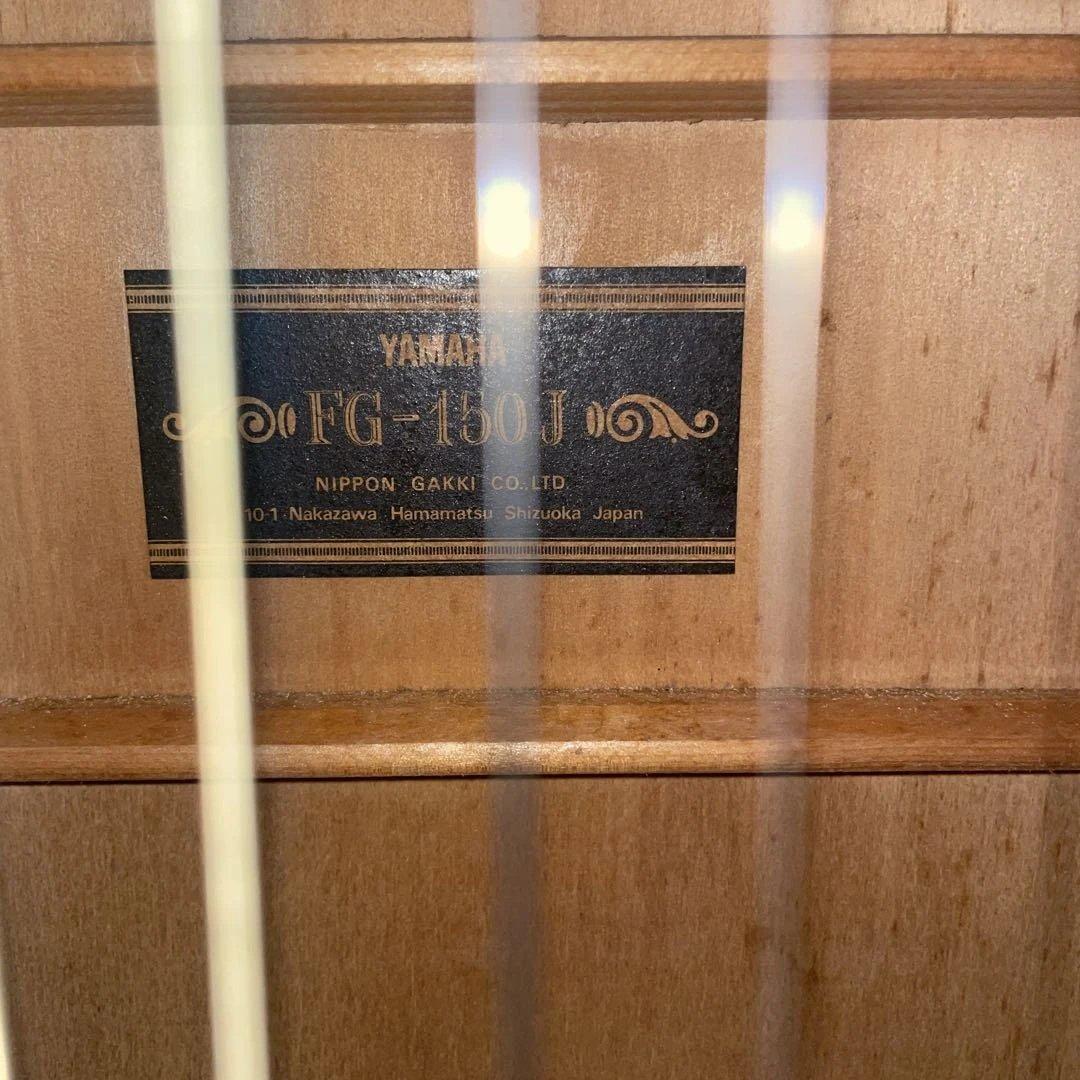 YAMAHA
FG-150J
NIPPON GAKKI CO.,LTD
10-1 Nakazawa Hamamatsu Shizuoka Japan